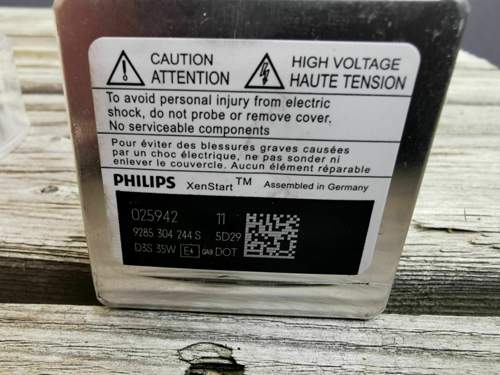 CAUTION
ATTENTION
HIGH VOLTAGE
HAUTE TENSION
To avoid personal injury from electric
shock, do not probe or remove cover.
No serviceable components
Pour éviter de des blessures graves causées
par un choc électrique, ne pas sonder ni
enlever le couvercle. Aucun élément réparable
PHILIPS XenStart™ Assembled in Germany
025942 11
9285 304 244 S 5D29
D3S 35W E4 DOT